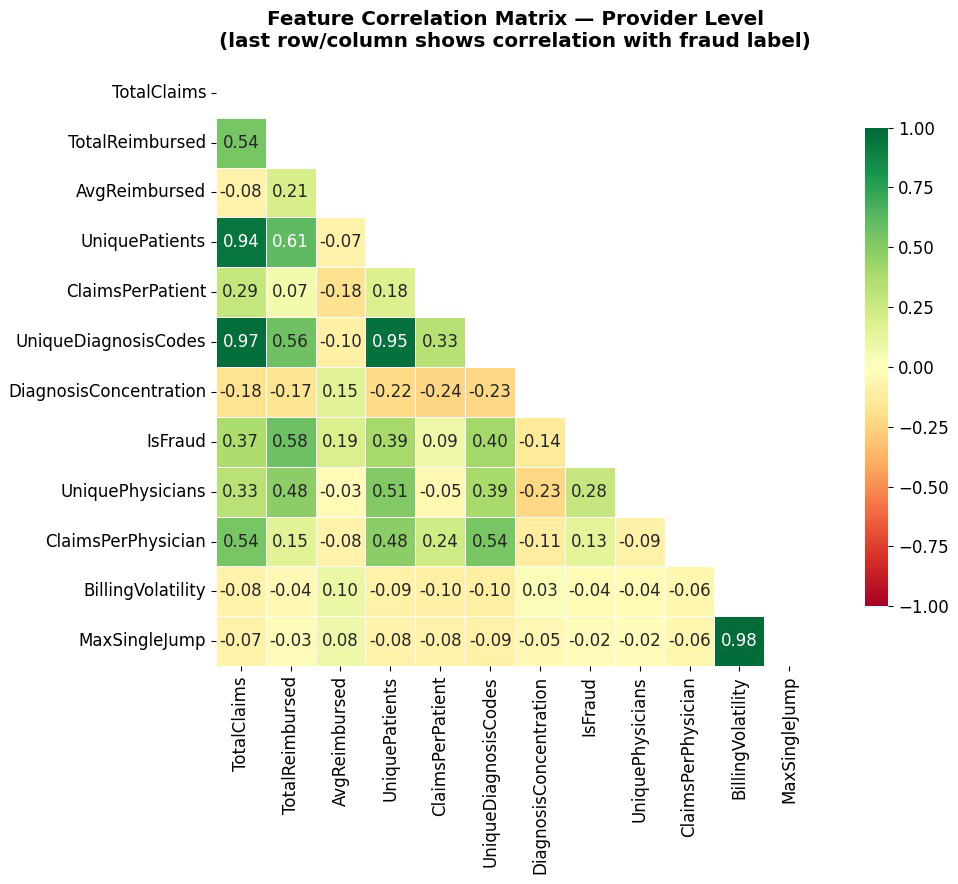 Feature Correlation Matrix — Provider Level
(last row/column shows correlation with fraud label)
TotalClaims
TotalReimbursed 0.54
AvgReimbursed -0.08 0.21
UniquePatients 0.94 0.61 -0.07
ClaimsPerPatient 0.29 0.07 -0.18 0.18
UniqueDiagnosisCodes 0.97 0.56 -0.10 0.95 0.33
DiagnosisConcentration -0.18 -0.17 0.15 -0.22 -0.24 -0.23
IsFraud 0.37 0.58 0.19 0.39 0.09 0.40 -0.14
UniquePhysicians 0.33 0.48 -0.03 0.51 -0.05 0.39 -0.23 0.28
ClaimsPerPhysician 0.54 0.15 -0.08 0.48 0.24 0.54 -0.11 0.13 -0.09
BillingVolatility -0.08 -0.04 0.10 -0.09 -0.10 -0.10 0.03 -0.04 -0.04 -0.06
MaxSingleJump -0.07 -0.03 0.08 -0.08 -0.08 -0.09 -0.05 -0.02 -0.02 -0.06 0.98
TotalClaims
TotalReimbursed
AvgReimbursed
UniquePatients
ClaimsPerPatient
UniqueDiagnosisCodes
DiagnosisConcentration
IsFraud
UniquePhysicians
ClaimsPerPhysician
BillingVolatility
MaxSingleJump
1.00
0.75
0.50
0.25
0.00
−0.25
−0.50
−0.75
−1.00